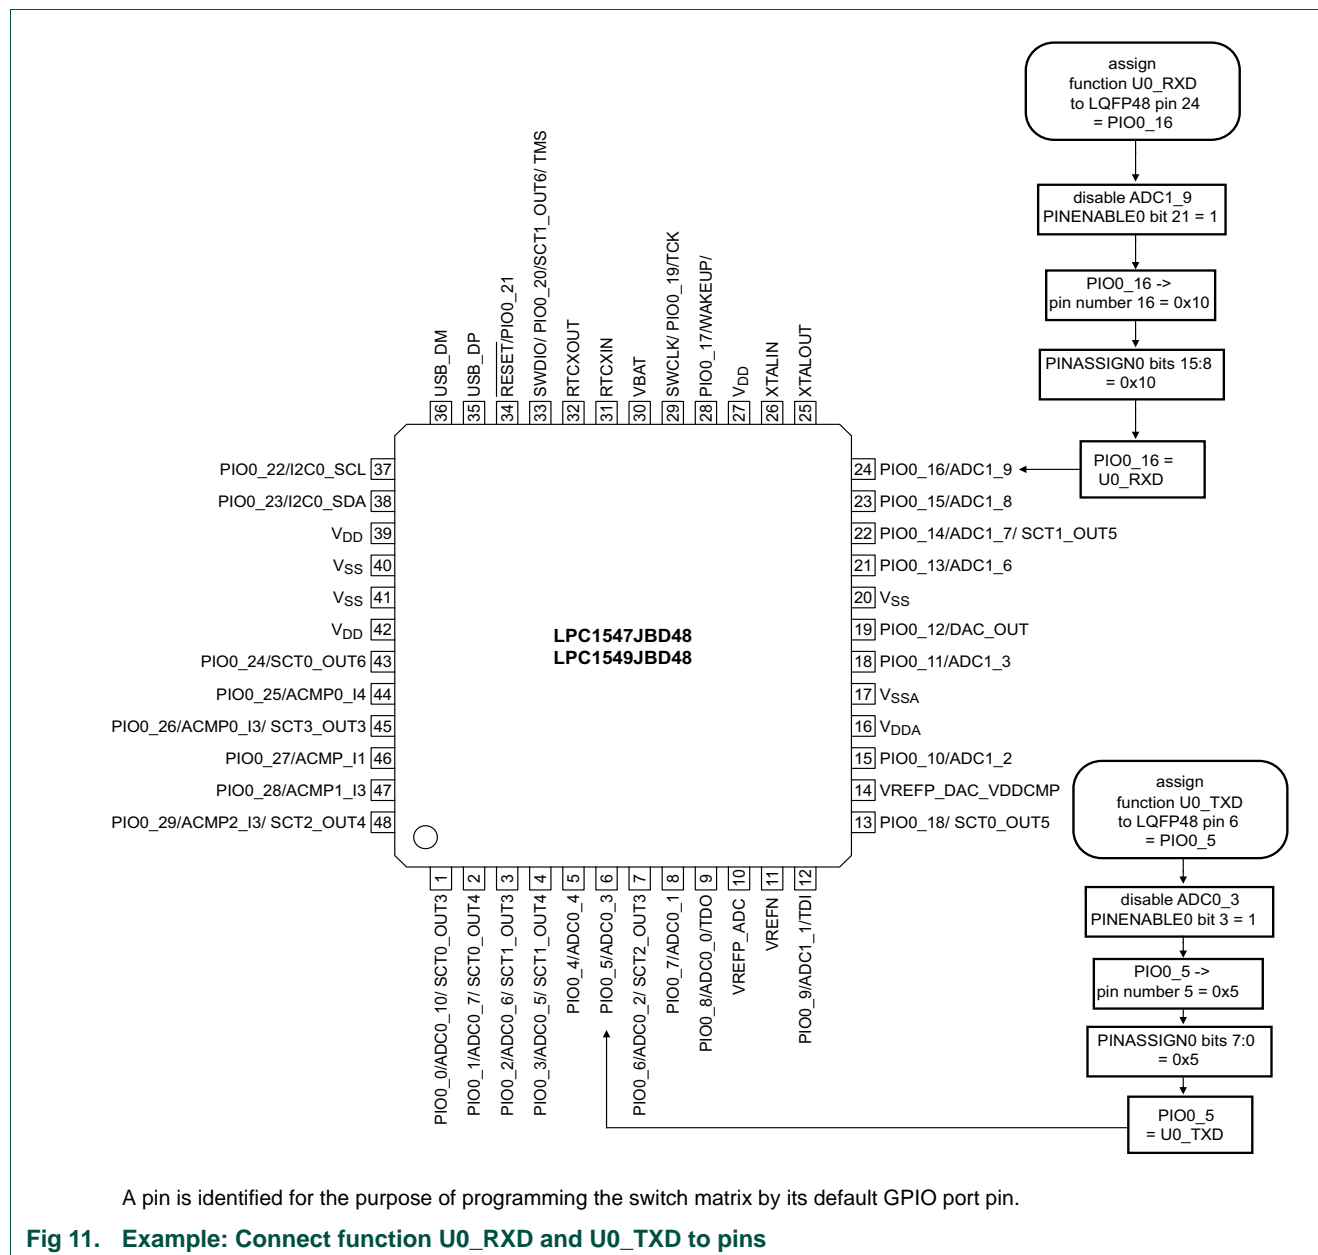 assign
function U0_RXD
to LQFP48 pin 24
= PIO0_16
disable ADC1_9
PINENABLE0 bit 21 = 1
PIO0_16 ->
pin number 16 = 0x10
PINASSIGN0 bits 15:8
= 0x10
PIO0_16 =
U0_RXD
USB_DM
USB_DP
RESET/PIO0_21
SWDIO/ PIO0_20/SCT1_OUT6/ TMS
RTCXOUT
RTCXIN
VBAT
SWCLK/ PIO0_19/TCK
PIO0_17/WAKEUP/
VDD
XTALIN
XTALOUT
36 35 34 33 32 31 30 29 28 27 26 25
PIO0_22/I2C0_SCL 37
PIO0_23/I2C0_SDA 38
VDD 39
VSS 40
VSS 41
VDD 42
PIO0_24/SCT0_OUT6 43
PIO0_25/ACMP0_I4 44
PIO0_26/ACMP0_I3/ SCT3_OUT3 45
PIO0_27/ACMP_I1 46
PIO0_28/ACMP1_I3 47
PIO0_29/ACMP2_I3/ SCT2_OUT4 48
LPC1547JBD48
LPC1549JBD48
24 PIO0_16/ADC1_9
23 PIO0_15/ADC1_8
22 PIO0_14/ADC1_7/ SCT1_OUT5
21 PIO0_13/ADC1_6
20 VSS
19 PIO0_12/DAC_OUT
18 PIO0_11/ADC1_3
17 VSSA
16 VDDA
15 PIO0_10/ADC1_2
14 VREFP_DAC_VDDCMP
13 PIO0_18/ SCT0_OUT5
1 2 3 4 5 6 7 8 9 10 11 12
PIO0_0/ADC0_10/ SCT0_OUT3
PIO0_1/ADC0_7/ SCT0_OUT4
PIO0_2/ADC0_6/ SCT1_OUT3
PIO0_3/ADC0_5/ SCT1_OUT4
PIO0_4/ADC0_4
PIO0_5/ADC0_3
PIO0_6/ADC0_2/ SCT2_OUT3
PIO0_7/ADC0_1
PIO0_8/ADC0_0/TDO
VREFP_ADC
VREFN
PIO0_9/ADC1_1/TDI
assign
function U0_TXD
to LQFP48 pin 6
= PIO0_5
disable ADC0_3
PINENABLE0 bit 3 = 1
PIO0_5 ->
pin number 5 = 0x5
PINASSIGN0 bits 7:0
= 0x5
PIO0_5
= U0_TXD
A pin is identified for the purpose of programming the switch matrix by its default GPIO port pin.
Fig 11. Example: Connect function U0_RXD and U0_TXD to pins